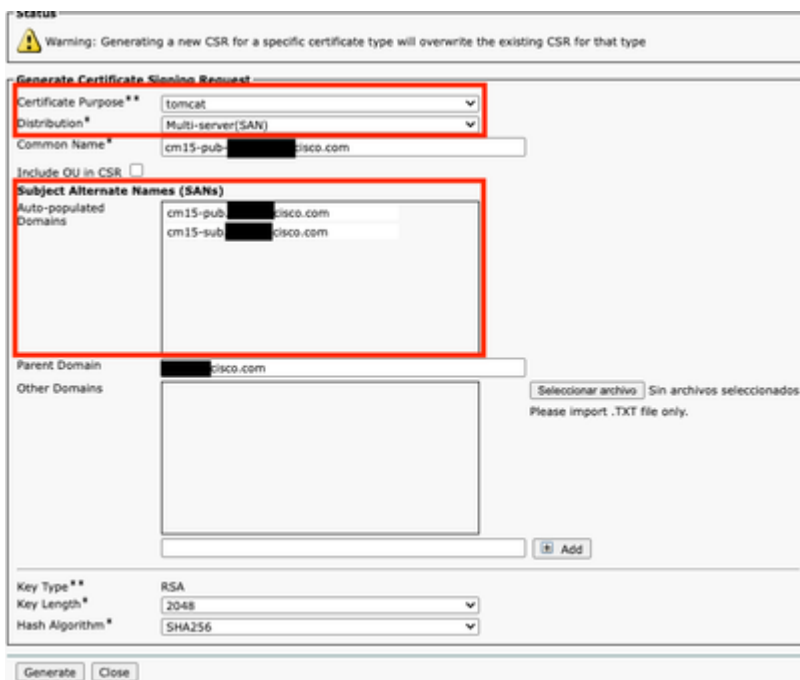 Status
Warning: Generating a new CSR for a specific certificate type will overwrite the existing CSR for that type
Generate Certificate Signing Request
Certificate Purpose** tomcat
Distribution* Multi-server(SAN)
Common Name* cm15-pub- cisco.com
Include OU in CSR
Subject Alternate Names (SANs)
Auto-populated Domains
cm15-pub. cisco.com
cm15-sub. cisco.com
Parent Domain cisco.com
Other Domains
Seleccionar archivo Sin archivos seleccionados
Please import .TXT file only.
Add
Key Type** RSA
Key Length* 2048
Hash Algorithm* SHA256
Generate Close